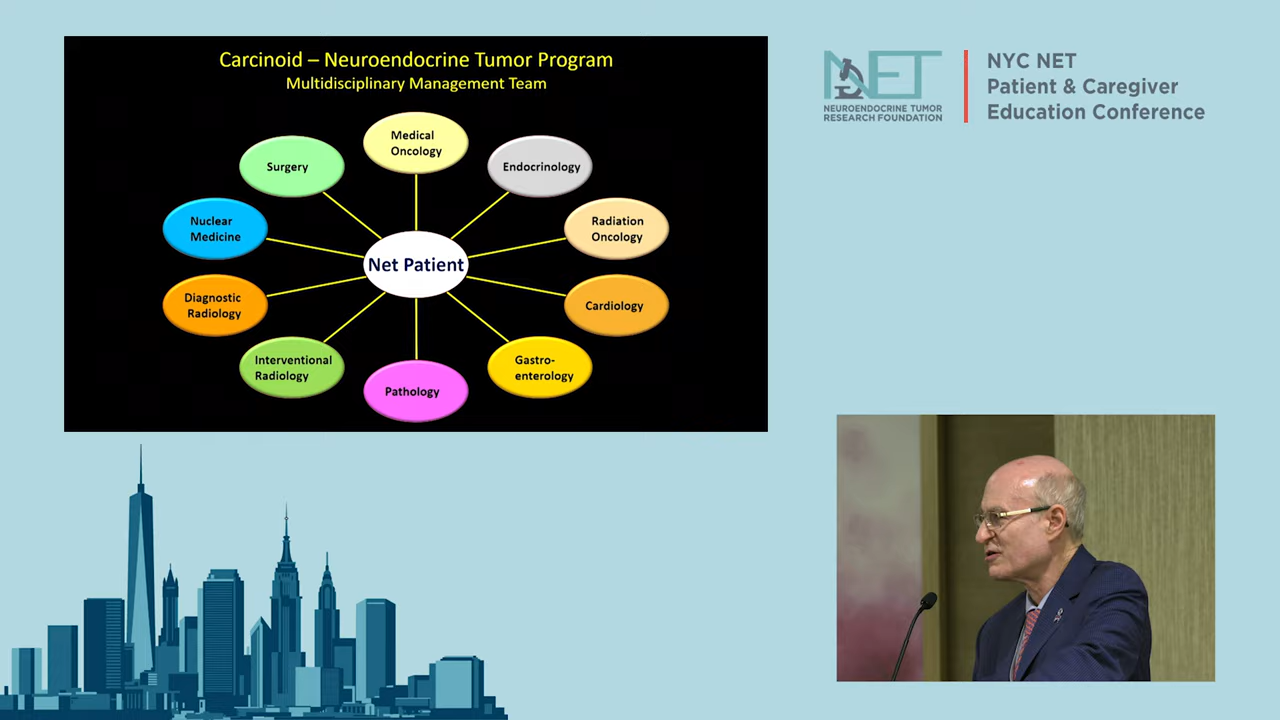 Carcinoid – Neuroendocrine Tumor Program
Multidisciplinary Management Team
Medical
Oncology
Surgery
Endocrinology
Nuclear
Medicine
Radiation
Oncology
Net Patient
Diagnostic
Radiology
Cardiology
Interventional
Radiology
Gastro-
enterology
Pathology
NET
NEUROENDOCRINE TUMOR
RESEARCH FOUNDATION
NYC NET
Patient & Caregiver
Education Conference